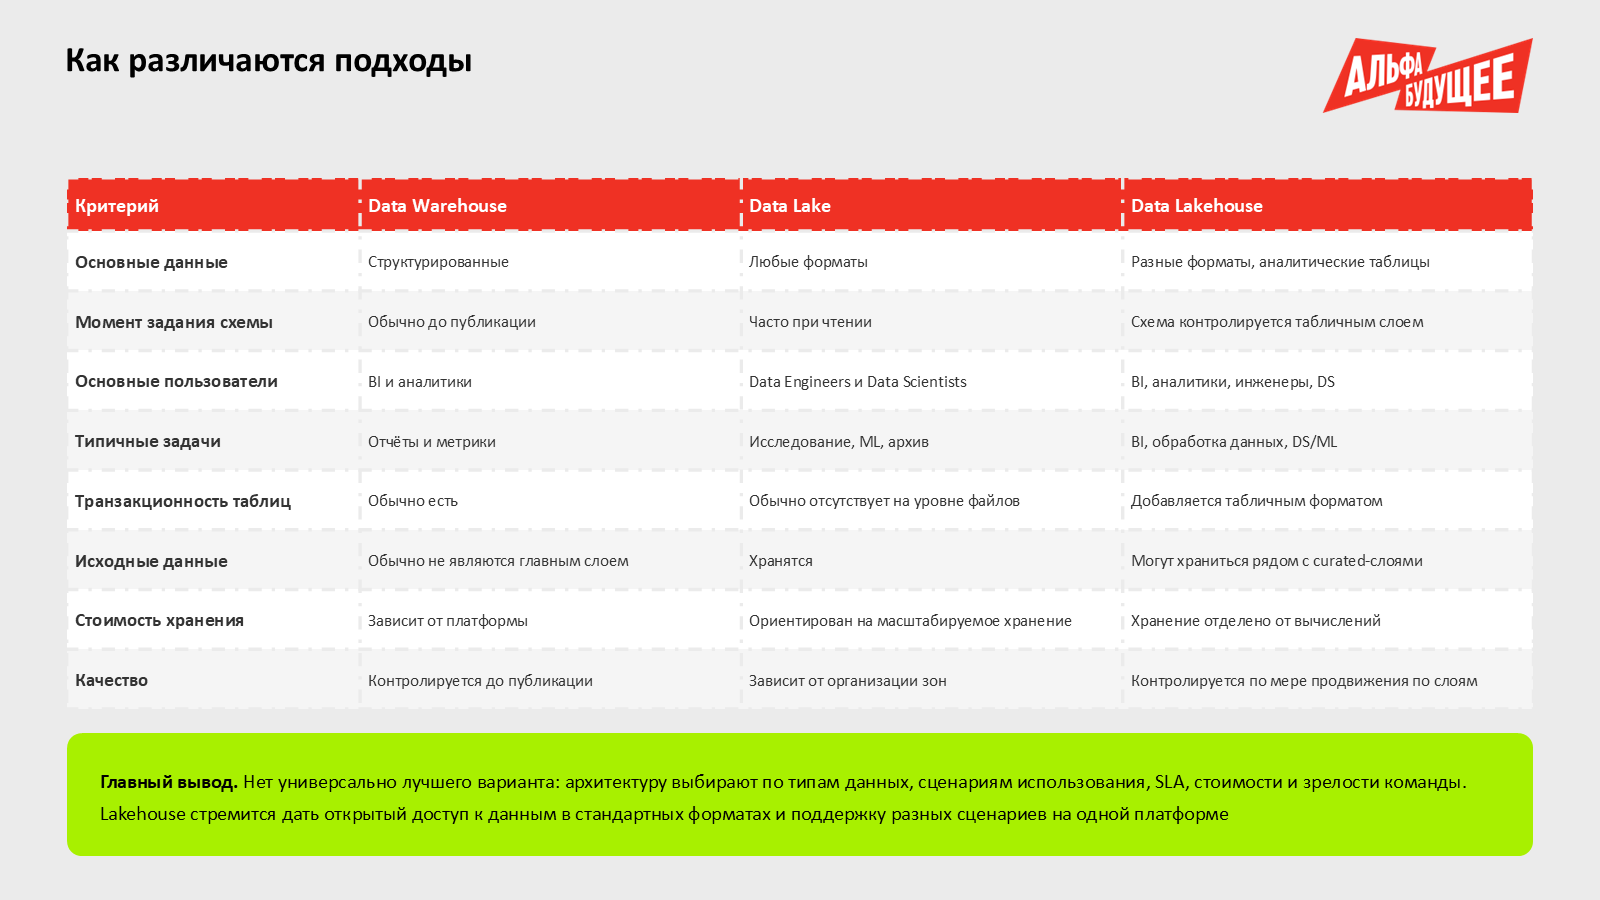 Как различаются подходы
АЛЬФА
БУДУЩЕЕ
Критерий Data Warehouse Data Lake Data Lakehouse
Основные данные Структурированные Любые форматы Разные форматы, аналитические таблицы
Момент задания схемы Обычно до публикации Часто при чтении Схема контролируется табличным слоем
Основные пользователи BI и аналитики Data Engineers и Data Scientists BI, аналитики, инженеры, DS
Типичные задачи Отчёты и метрики Исследование, ML, архив BI, обработка данных, DS/ML
Транзакционность таблиц Обычно есть Обычно отсутствует на уровне файлов Добавляется табличным форматом
Исходные данные Обычно не являются главным слоем Хранятся Могут храниться рядом с curated-слоями
Стоимость хранения Зависит от платформы Ориентирован на масштабируемое хранение Хранение отделено от вычислений
Качество Контролируется до публикации Зависит от организации зон Контролируется по мере продвижения по слоям
Главный вывод. Нет универсально лучшего варианта: архитектуру выбирают по типам данных, сценариям использования, SLA, стоимости и зрелости команды.
Lakehouse стремится дать открытый доступ к данным в стандартных форматах и поддержку разных сценариев на одной платформе